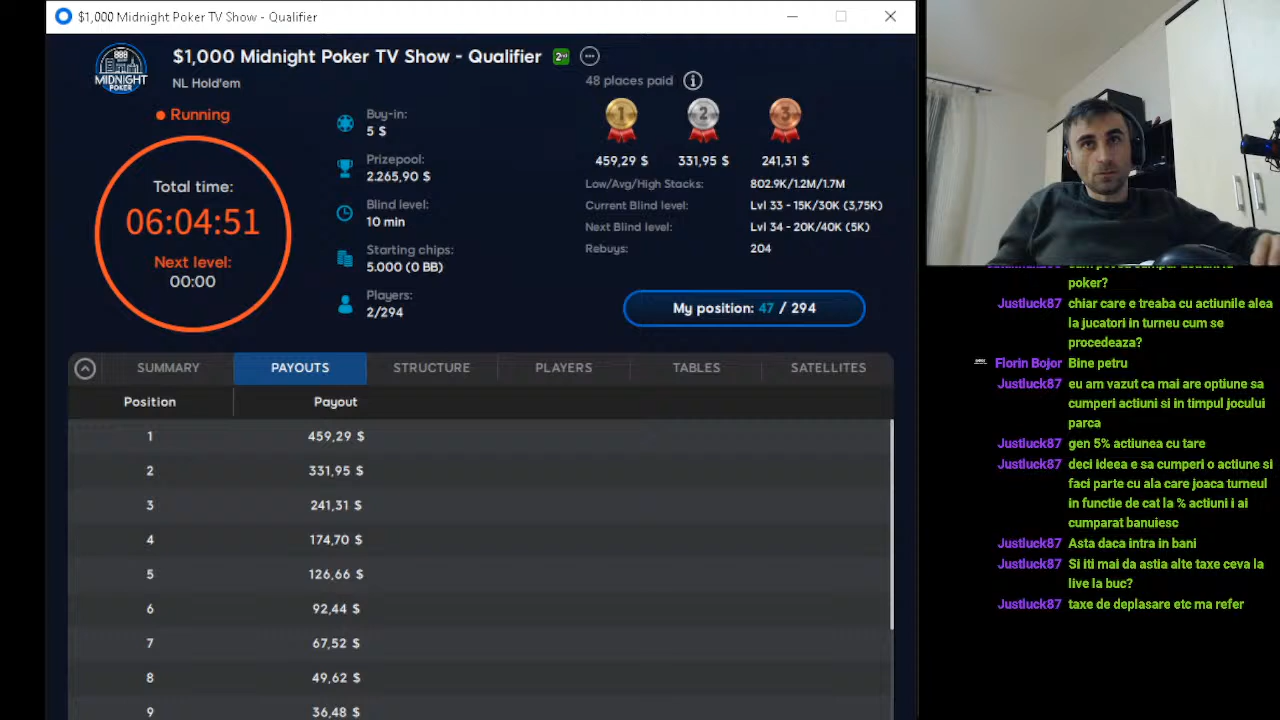 $1,000 Midnight Poker TV Show - Qualifier
888
MIDNIGHT
POKER
$1,000 Midnight Poker TV Show - Qualifier
NL Hold'em
Running
Total time:
06:04:51
Next level:
00:00
Buy-in:
5 $
Prizepool:
2.265,90 $
Blind level:
10 min
Starting chips:
5.000 (0 BB)
Players:
2/294
48 places paid
1 2 3
459,29 $ 331,95 $ 241,31 $
Low/Avg/High Stacks: 802.9K/1.2M/1.7M
Current Blind level: Lvl 33 - 15K/30K (3,75K)
Next Blind level: Lvl 34 - 20K/40K (5K)
Rebuys: 204
My position: 47 / 294
SUMMARY PAYOUTS STRUCTURE PLAYERS TABLES SATELLITES
Position Payout
1 459,29 $
2 331,95 $
3 241,31 $
4 174,70 $
5 126,66 $
6 92,44 $
7 67,52 $
8 49,62 $
9 36,48 $
poker?
Justluck87 chiar care e treaba cu actiunile alea
la jucatori in turneu cum se
procedeaza?
Florin Bojor Bine petru
Justluck87 eu am vazut ca mai are optiune sa
cumperi actiuni si in timpul jocului
parca
Justluck87 gen 5% actiunea cu tare
Justluck87 deci ideea e sa cumperi o actiune si
faci parte cu ala care joaca turneul
in functie de cat la % actiuni i ai
cumparat banuiesc
Justluck87 Asta daca intra in bani
Justluck87 Si iti mai da astia alte taxe ceva la
live la buc?
Justluck87 taxe de deplasare etc ma refer